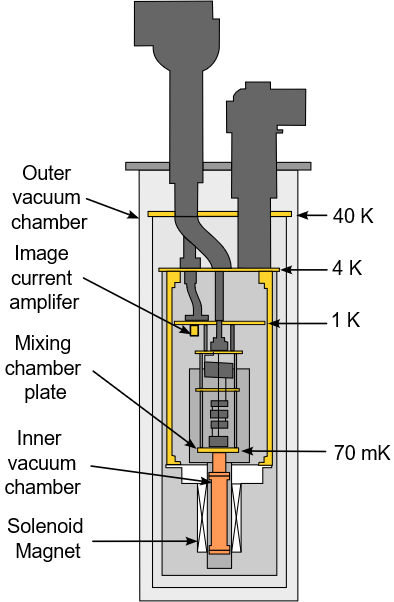 Outer
vacuum
chamber
40 K
4 K
Image
current
amplifer
1 K
Mixing
chamber
plate
70 mK
Inner
vacuum
chamber
Solenoid
Magnet